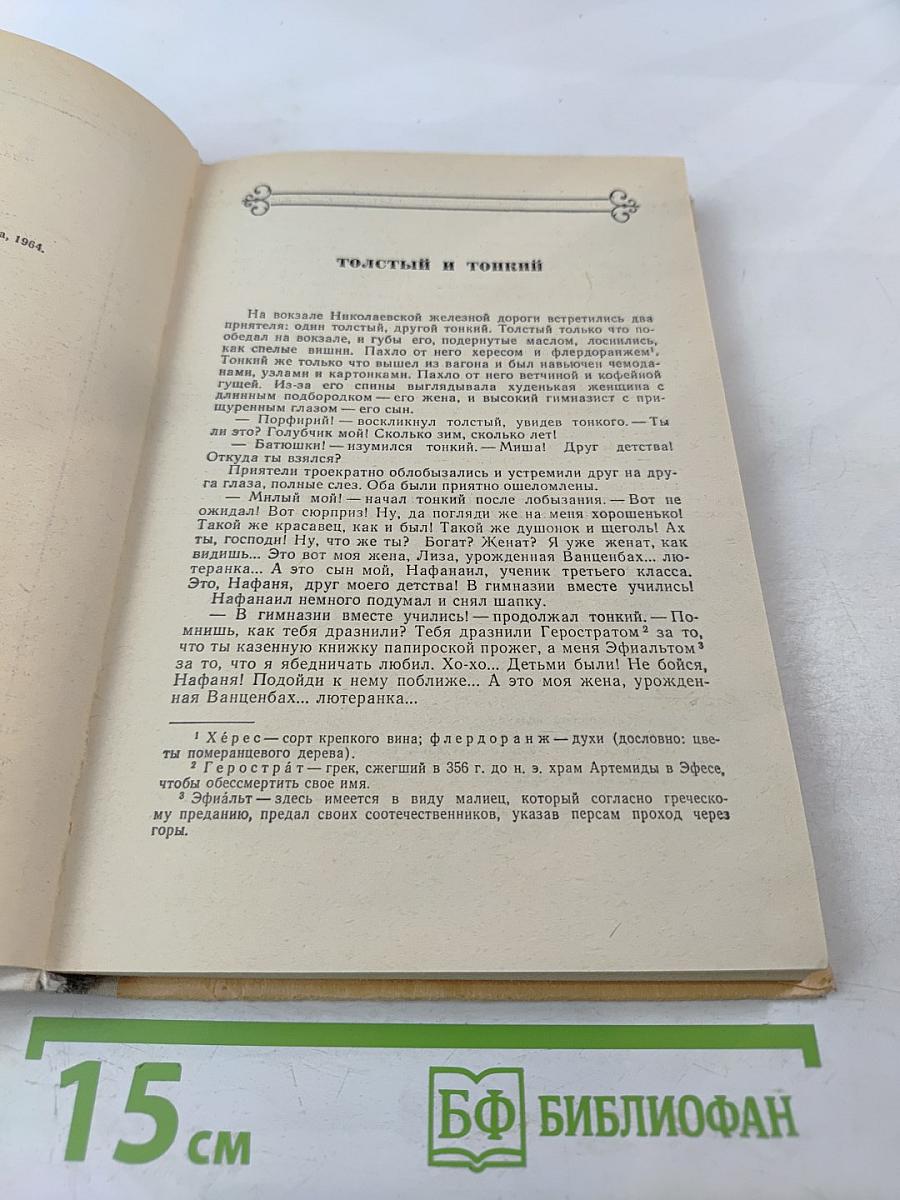 а, 1964.
ТОЛСТЫЙ И ТОНКИЙ
На вокзале Николаевской железной дороги встретились два
приятеля: один толстый, другой тонкий. Толстый только что по-
обедал на вокзале, и губы его, подернутые маслом, лоснились,
как спелые вишни. Пахло от него хересом и флердоранжем¹.
Тонкий же только что вышел из вагона и был навьючен чемода-
нами, узлами и картонками. Пахло от него ветчиной и кофейной
гущей. Из-за его спины выглядывала худенькая женщина с
длинным подбородком — его жена, и высокий гимназист с при-
щуренным глазом — его сын.
— Порфирий! — воскликнул толстый, увидев тонкого. — Ты
ли это? Голубчик мой! Сколько зим, сколько лет!
— Батюшки! — изумился тонкий. — Миша! Друг детства!
Откуда ты взялся?
Приятели троекратно облобызались и устремили друг на дру-
га глаза, полные слез. Оба были приятно ошеломлены.
— Милый мой! — начал тонкий после лобызания. — Вот не
ожидал! Вот сюрприз! Ну, да погляди же на меня хорошенько!
Такой же красавец, как и был! Такой же душонок и щеголь! Ах
ты, господи! Ну, что же ты? Богат? Женат? Я уже женат, как
видишь... Это вот моя жена, Лиза, урожденная Ванценбах... лю-
теранка... А это сын мой, Нафанаил, ученик третьего класса.
Это, Нафаня, друг моего детства! В гимназии вместе учились!
Нафанаил немного подумал и снял шапку.
— В гимназии вместе учились! — продолжал тонкий. — По-
мнишь, как тебя дразнили? Тебя дразнили Геростратом² за то,
что ты казенную книжку папироской прожег, а меня Эфиальтом³
за то, что я ябедничать любил. Хо-хо... Детьми были! Не бойся,
Нафаня! Подойди к нему поближе... А это моя жена, урожден-
ная Ванценбах... лютеранка...
¹ Хéрес — сорт крепкого вина; флердоранж — духи (дословно: цве-
ты померанцевого дерева).
² Герострáт — грек, сжегший в 356 г. до н. э. храм Артемиды в Эфесе,
чтобы обессмертить свое имя.
³ Эфиáльт — здесь имеется в виду малиец, который согласно греческо-
му преданию, предал своих соотечественников, указав персам проход через
горы.
15 см
БФ БИБЛИОФАН